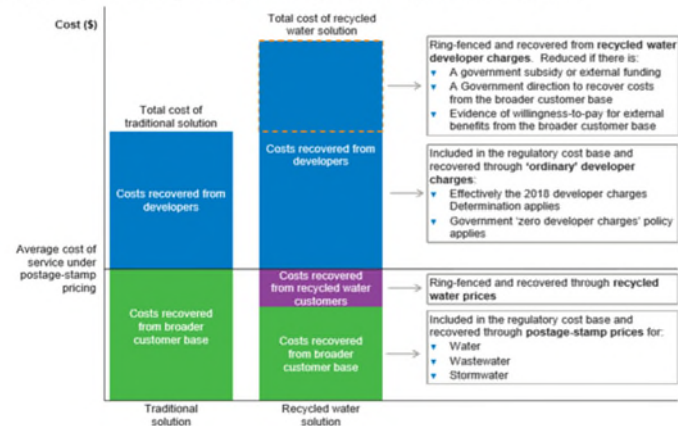 Cost ($)
Total cost of
recycled water
solution
Total cost of
traditional solution
Costs recovered from
developers
Costs recovered from
developers
Average cost of
service under
postage-stamp
pricing
Costs recovered
from recycled water
customers
Costs recovered
from broader
customer base
Costs recovered
from broader
customer base
Traditional
solution
Recycled water
solution
Ring-fenced and recovered from recycled water
developer charges. Reduced if there is:
▼ A government subsidy or external funding
▼ A Government direction to recover costs
from the broader customer base
▼ Evidence of willingness-to-pay for external
benefits from the broader customer base
Included in the regulatory cost base and
recovered through 'ordinary' developer
charges:
▼ Effectively the 2018 developer charges
Determination applies
▼ Government 'zero developer charges' policy
applies
Ring-fenced and recovered through recycled
water prices
Included in the regulatory cost base and
recovered through postage-stamp prices for:
▼ Water
▼ Wastewater
▼ Stormwater